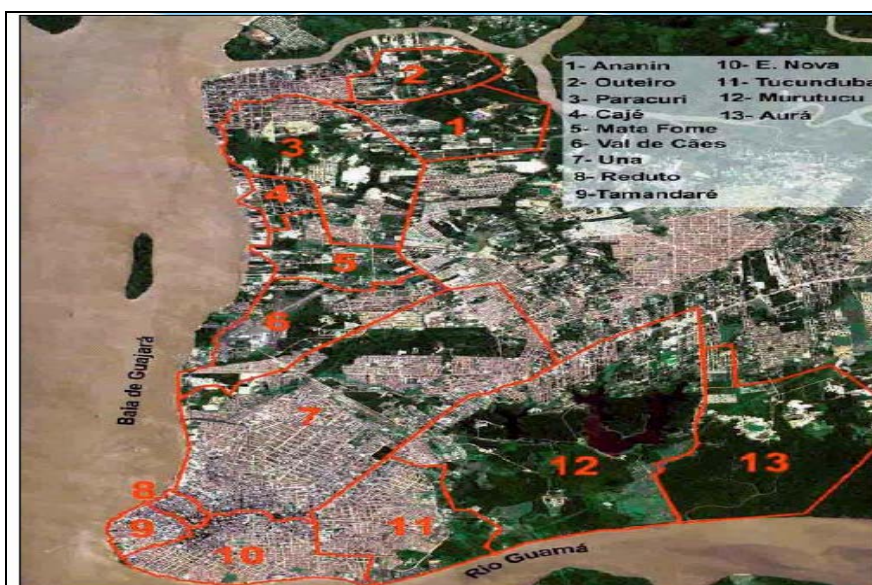 1- Ananin 10- E. Nova
2- Outeiro 11- Tucunduba
3- Paracuri 12- Murutucu
4- Cajé 13- Aurá
5- Mata Fome
6- Val de Cães
7- Una
8- Reduto
9-Tamandaré
2
1
3
4
5
6
Baia de Guajará
7
8
9
10
11
12
13
Rio Guamá